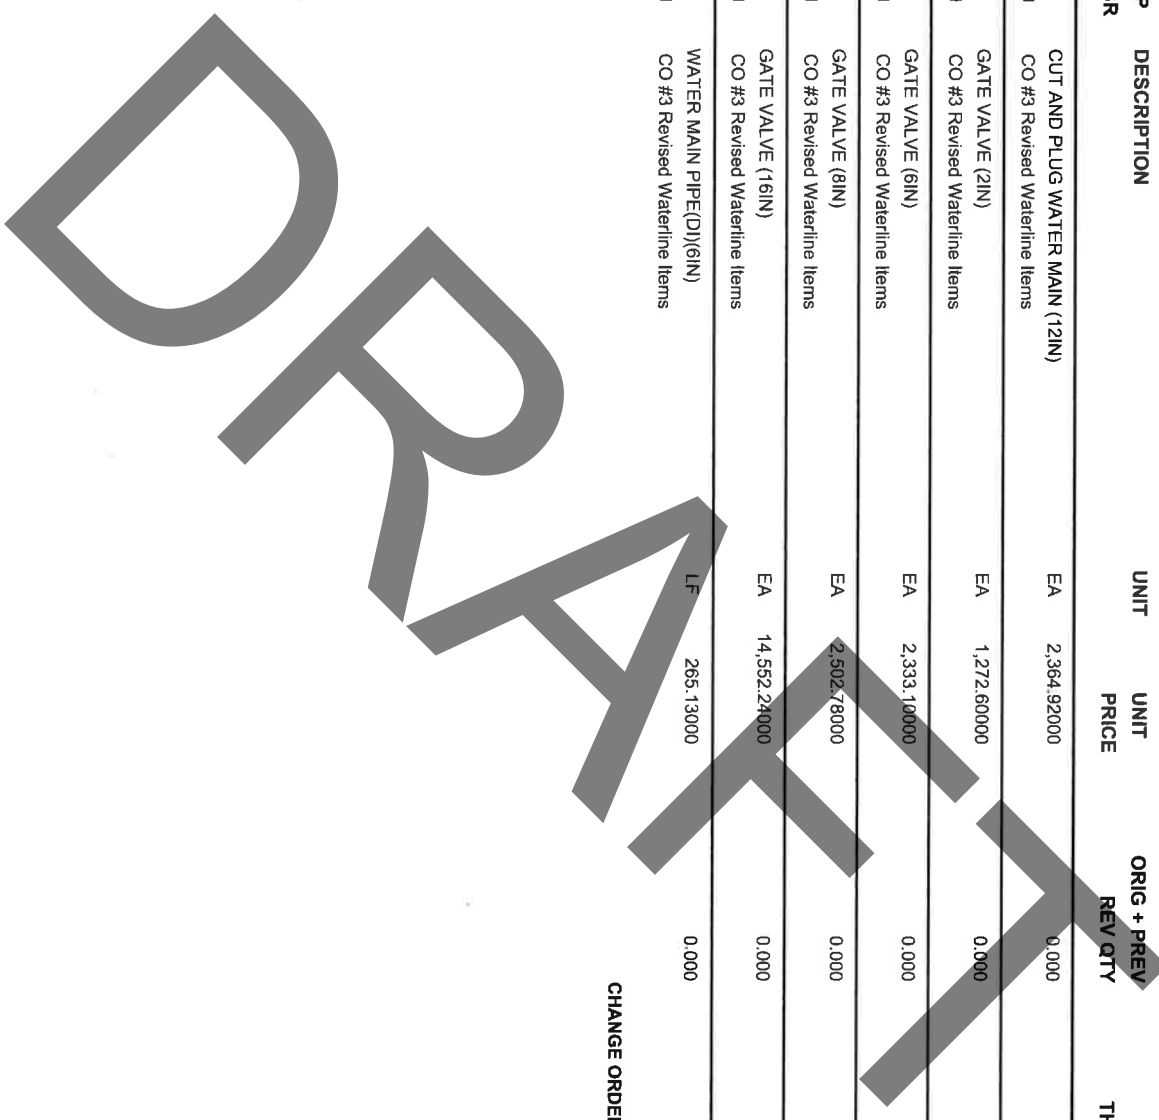 DESCRIPTION UNIT UNIT ORIG + PREV
PRICE REV QTY
CUT AND PLUG WATER MAIN (12IN) EA 2,364.92000 0.000
CO #3 Revised Waterline Items
GATE VALVE (2IN) EA 1,272.60000 0.000
CO #3 Revised Waterline Items
GATE VALVE (6IN) EA 2,333.10000 0.000
CO #3 Revised Waterline Items
GATE VALVE (8IN) EA 2,502.78000 0.000
CO #3 Revised Waterline Items
GATE VALVE (16IN) EA 14,552.24000 0.000
CO #3 Revised Waterline Items
WATER MAIN PIPE(DI)(6IN) LF 265.13000 0.000
CO #3 Revised Waterline Items
CHANGE ORDE
DRAFT